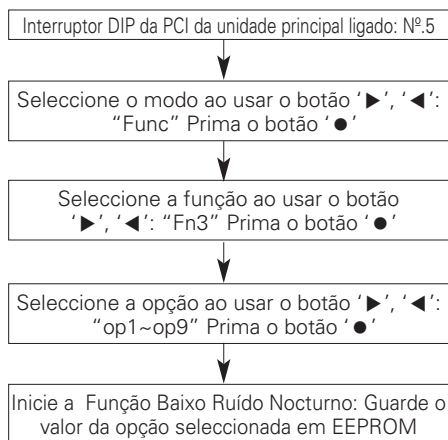 Interruptor DIP da PCI da unidade principal ligado: Nº.5
Seleccione o modo ao usar o botão ‘▶’, ‘◀’:
“Func” Prima o botão ‘●’
Seleccione a função ao usar o botão
‘▶’, ‘◀’: “Fn3” Prima o botão ‘●’
Seleccione a opção ao usar o botão ‘▶’, ‘◀’:
“op1~op9” Prima o botão ‘●’
Inicie a Função Baixo Ruído Nocturno: Guarde o
valor da opção seleccionada em EEPROM